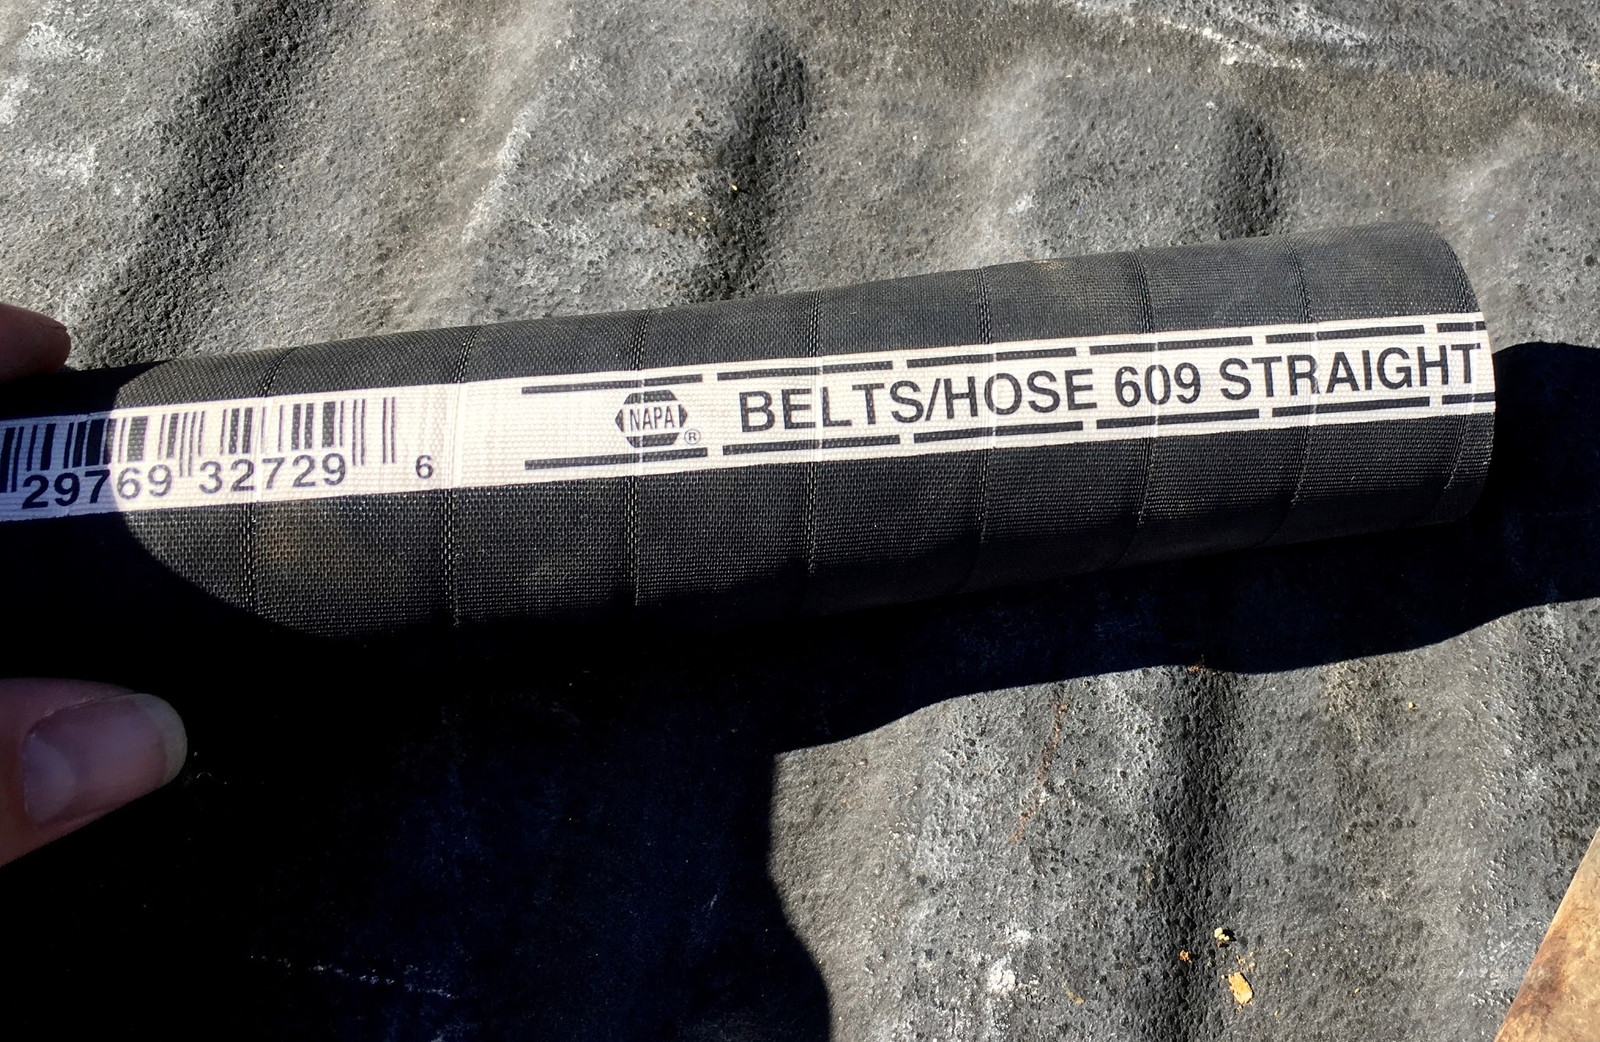 29769 32729 6
NAPA ® BELTS/HOSE 609 STRAIGHT